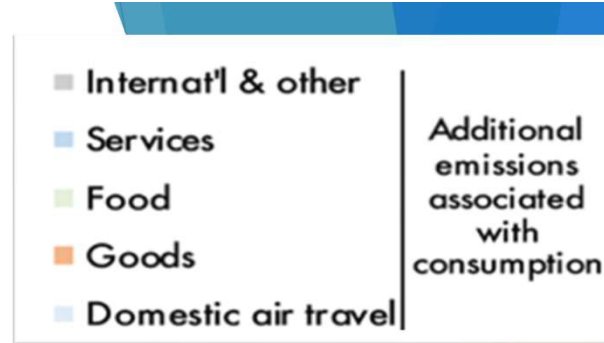 Internat'l & other
Services
Food
Goods
Domestic air travel
Additional
emissions
associated
with
consumption